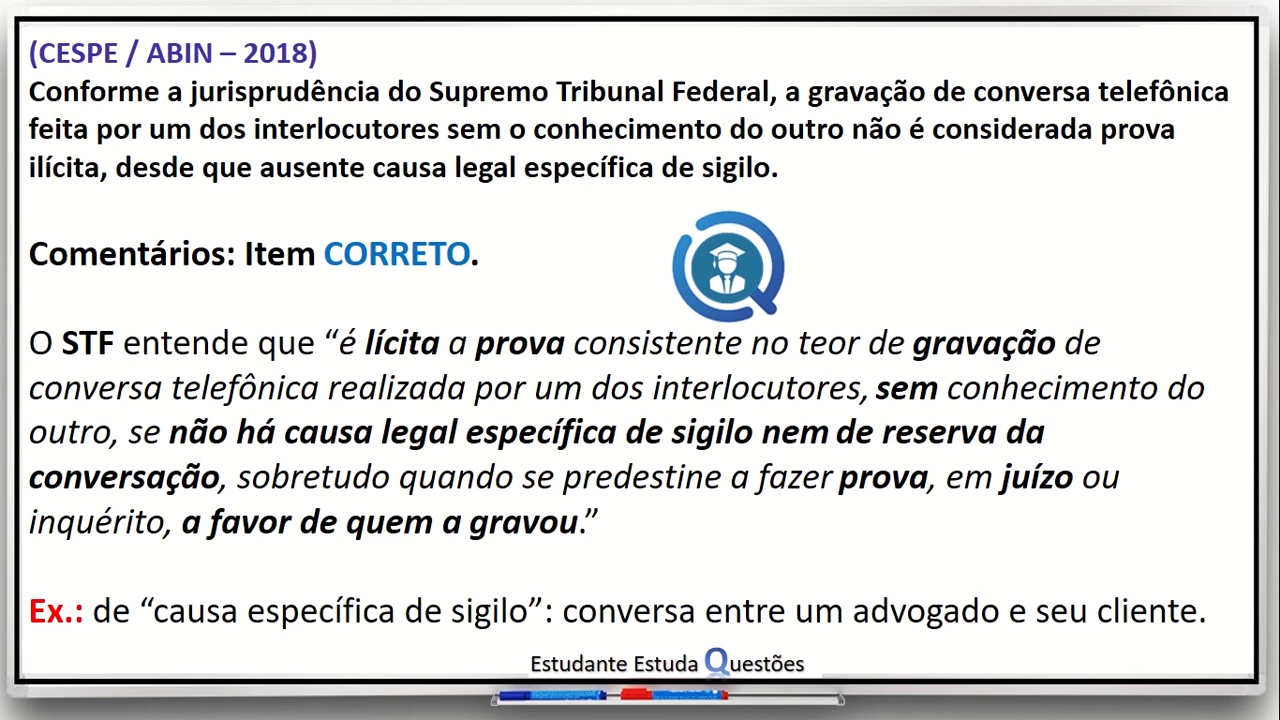 (CESPE / ABIN – 2018)
Conforme a jurisprudência do Supremo Tribunal Federal, a gravação de conversa telefônica
feita por um dos interlocutores sem o conhecimento do outro não é considerada prova
ilícita, desde que ausente causa legal específica de sigilo.
Comentários: Item CORRETO.
O STF entende que “é lícita a prova consistente no teor de gravação de
conversa telefônica realizada por um dos interlocutores, sem conhecimento do
outro, se não há causa legal específica de sigilo nem de reserva da
conversação, sobretudo quando se predestine a fazer prova, em juízo ou
inquérito, a favor de quem a gravou.”
Ex.: de “causa específica de sigilo”: conversa entre um advogado e seu cliente.
Estudante Estuda Questões